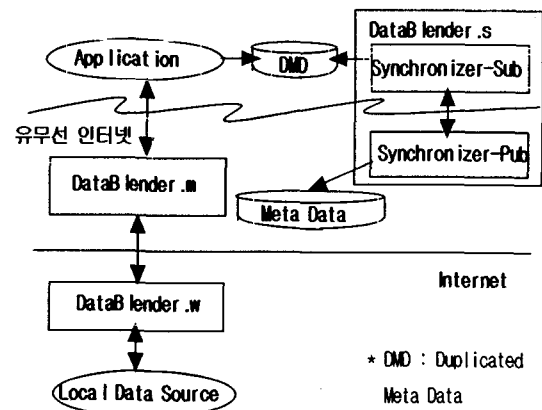 DataBlender.s
Application
DMD
Synchronizer-Sub
유무선 인터넷
Synchronizer-Pub
DataBlender.m
Meta Data
Internet
DataBlender.w
* DMD : Duplicated
Meta Data
Local Data Source